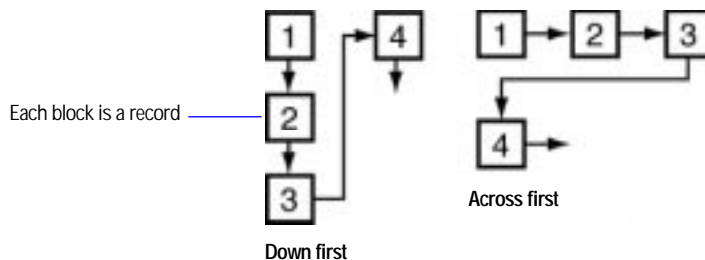 1 4 1 2 3
Each block is a record 2
4
3
Across first
Down first